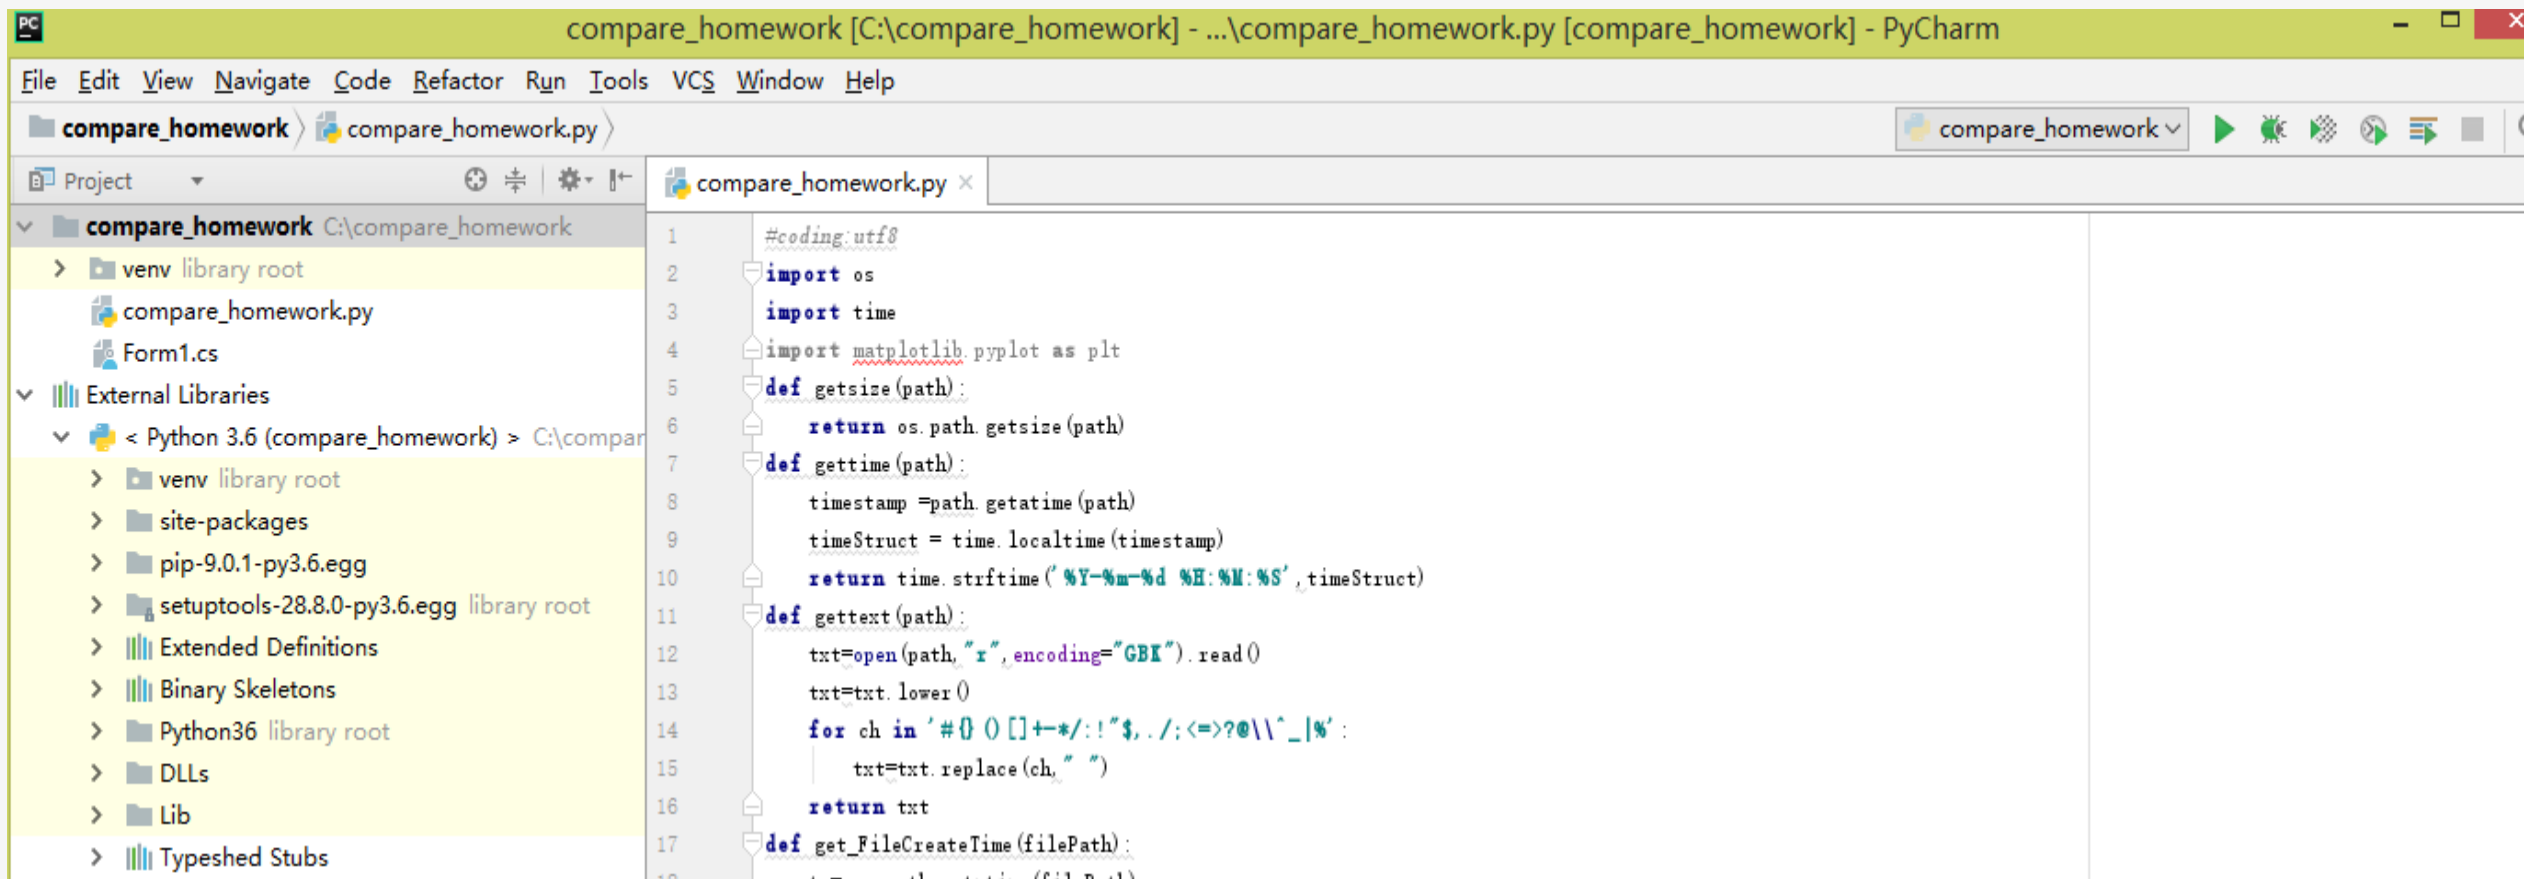 PC
compare_homework [C:\compare_homework] - ...\compare_homework.py [compare_homework] - PyCharm
File Edit View Navigate Code Refactor Run Tools VCS Window Help
compare_homework compare_homework.py compare_homework
Project
compare_homework.py
compare_homework C:\compare_homework
venv library root
compare_homework.py
Form1.cs
External Libraries
< Python 3.6 (compare_homework) > C:\compar
venv library root
site-packages
pip-9.0.1-py3.6.egg
setuptools-28.8.0-py3.6.egg library root
Extended Definitions
Binary Skeletons
Python36 library root
DLLs
Lib
Typeshed Stubs
1 #coding:utf8
2 import os
3 import time
4 import matplotlib.pyplot as plt
5 def getsize(path):
6 return os.path.getsize(path)
7 def gettime(path):
8 timestamp =path.getatime(path)
9 timeStruct = time.localtime(timestamp)
10 return time.strftime('%Y-%m-%d %H:%M:%S',timeStruct)
11 def gettext(path):
12 txt=open(path,"r",encoding="GBK").read()
13 txt=txt.lower()
14 for ch in '#{}()[]+-*/:!"$,./;<=>?@\\^_|%':
15 txt=txt.replace(ch," ")
16 return txt
17 def get_FileCreateTime(filePath):